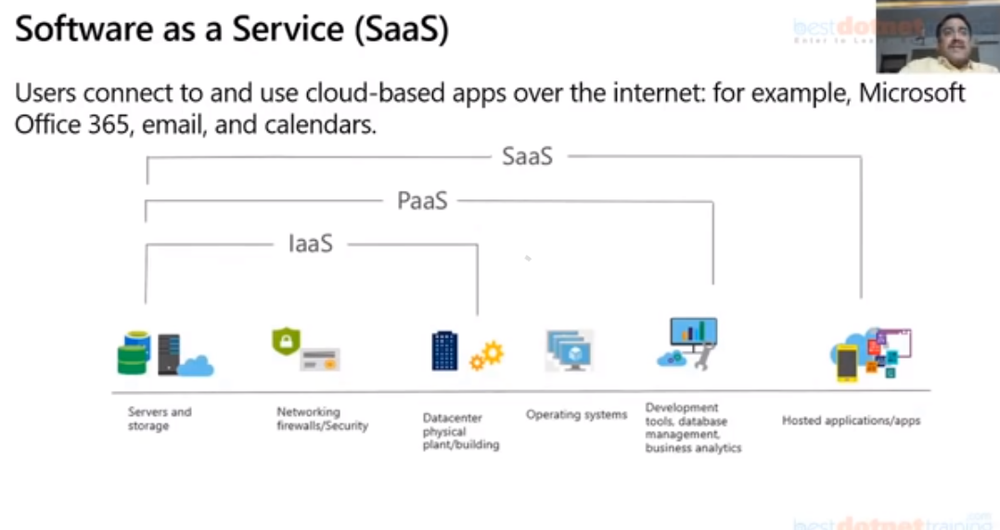 Software as a Service (SaaS)
bestdotnet
Users connect to and use cloud-based apps over the internet: for example, Microsoft
Office 365, email, and calendars.
SaaS
PaaS
IaaS
Servers and
storage
Networking
firewalls/Security
Datacenter
physical
plant/building
Operating systems
Development
tools, database
management,
business analytics
Hosted applications/apps
bestdotnettraining
.com